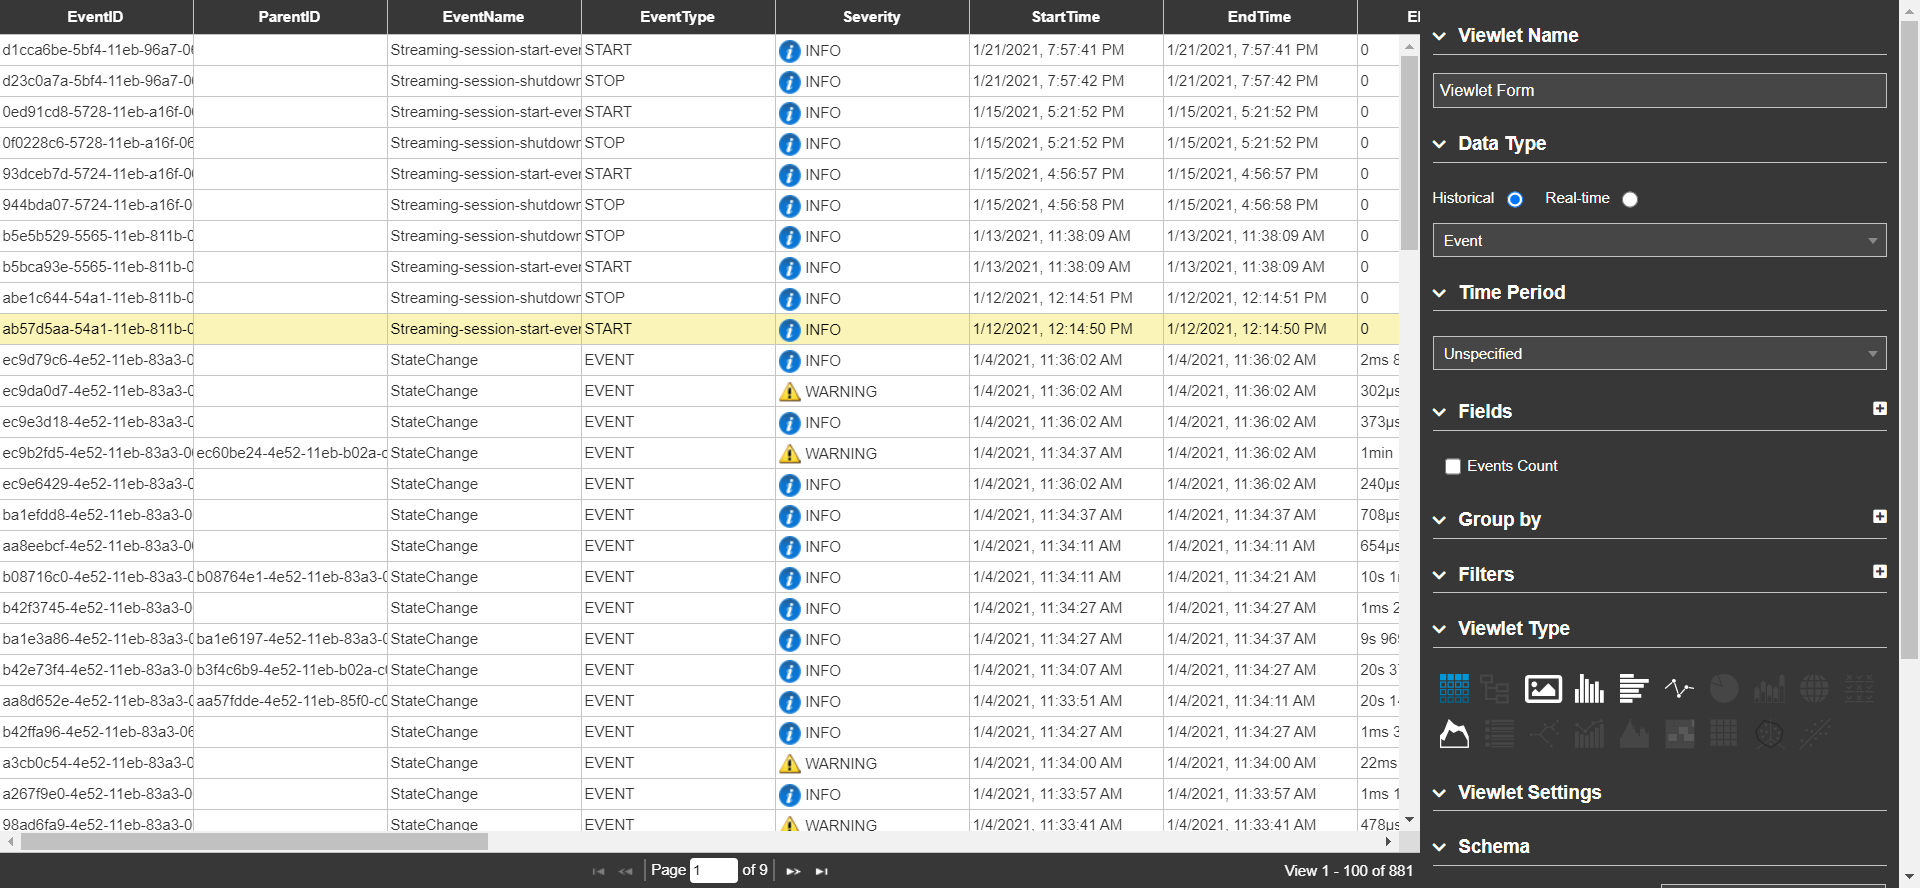 EventID ParentID EventName EventType Severity StartTime EndTime El
d1cca6be-5bf4-11eb-96a7-0 Streaming-session-start-ever START INFO 1/21/2021, 7:57:41 PM 1/21/2021, 7:57:41 PM 0
d23c0a7a-5bf4-11eb-96a7-0 Streaming-session-shutdown STOP INFO 1/21/2021, 7:57:42 PM 1/21/2021, 7:57:42 PM 0
0ed91cd8-5728-11eb-a16f-0 Streaming-session-start-ever START INFO 1/15/2021, 5:21:52 PM 1/15/2021, 5:21:52 PM 0
0f0228c6-5728-11eb-a16f-06 Streaming-session-shutdown STOP INFO 1/15/2021, 5:21:52 PM 1/15/2021, 5:21:52 PM 0
93dceb7d-5724-11eb-a16f-0 Streaming-session-start-ever START INFO 1/15/2021, 4:56:57 PM 1/15/2021, 4:56:57 PM 0
944bda07-5724-11eb-a16f-0 Streaming-session-shutdown STOP INFO 1/15/2021, 4:56:58 PM 1/15/2021, 4:56:58 PM 0
b5e5b529-5565-11eb-811b-0 Streaming-session-shutdown STOP INFO 1/13/2021, 11:38:09 AM 1/13/2021, 11:38:09 AM 0
b5bca93e-5565-11eb-811b-0 Streaming-session-start-ever START INFO 1/13/2021, 11:38:09 AM 1/13/2021, 11:38:09 AM 0
abe1c644-54a1-11eb-811b-0 Streaming-session-shutdown STOP INFO 1/12/2021, 12:14:51 PM 1/12/2021, 12:14:51 PM 0
ab57d5aa-54a1-11eb-811b-0 Streaming-session-start-ever START INFO 1/12/2021, 12:14:50 PM 1/12/2021, 12:14:50 PM 0
ec9d79c6-4e52-11eb-83a3-0 StateChange EVENT INFO 1/4/2021, 11:36:02 AM 1/4/2021, 11:36:02 AM 2ms 8
ec9da0d7-4e52-11eb-83a3-0 StateChange EVENT WARNING 1/4/2021, 11:36:02 AM 1/4/2021, 11:36:02 AM 302µs
ec9e3d18-4e52-11eb-83a3-0 StateChange EVENT INFO 1/4/2021, 11:36:02 AM 1/4/2021, 11:36:02 AM 373µs
ec9b2fd5-4e52-11eb-83a3-0 ec60be24-4e52-11eb-b02a-c StateChange EVENT WARNING 1/4/2021, 11:34:37 AM 1/4/2021, 11:36:02 AM 1min
ec9e6429-4e52-11eb-83a3-0 StateChange EVENT INFO 1/4/2021, 11:36:02 AM 1/4/2021, 11:36:02 AM 240µs
ba1efdd8-4e52-11eb-83a3-0 StateChange EVENT INFO 1/4/2021, 11:34:37 AM 1/4/2021, 11:34:37 AM 708µs
aa8eebcf-4e52-11eb-83a3-0 StateChange EVENT INFO 1/4/2021, 11:34:11 AM 1/4/2021, 11:34:11 AM 654µs
b08716c0-4e52-11eb-83a3-0 b08764e1-4e52-11eb-83a3-0 StateChange EVENT INFO 1/4/2021, 11:34:11 AM 1/4/2021, 11:34:21 AM 10s 1
b42f3745-4e52-11eb-83a3-0 StateChange EVENT INFO 1/4/2021, 11:34:27 AM 1/4/2021, 11:34:27 AM 1ms 2
ba1e3a86-4e52-11eb-83a3-0 ba1e6197-4e52-11eb-83a3-0 StateChange EVENT INFO 1/4/2021, 11:34:27 AM 1/4/2021, 11:34:37 AM 9s 969
b42e73f4-4e52-11eb-83a3-0 b3f4c6b9-4e52-11eb-b02a-c StateChange EVENT INFO 1/4/2021, 11:34:07 AM 1/4/2021, 11:34:27 AM 20s 37
aa8d652e-4e52-11eb-83a3-0 aa57fdde-4e52-11eb-85f0-c0 StateChange EVENT INFO 1/4/2021, 11:33:51 AM 1/4/2021, 11:34:11 AM 20s 14
b42ffa96-4e52-11eb-83a3-06 StateChange EVENT INFO 1/4/2021, 11:34:27 AM 1/4/2021, 11:34:27 AM 1ms 3
a3cb0c54-4e52-11eb-83a3-0 StateChange EVENT WARNING 1/4/2021, 11:34:00 AM 1/4/2021, 11:34:00 AM 22ms
a267f9e0-4e52-11eb-83a3-0 StateChange EVENT INFO 1/4/2021, 11:33:57 AM 1/4/2021, 11:33:57 AM 1ms 1
98ad6fa9-4e52-11eb-83a3-0 StateChange EVENT WARNING 1/4/2021, 11:33:41 AM 1/4/2021, 11:33:41 AM 478µs
Page 1 of 9
View 1 - 100 of 881
Viewlet Name
Viewlet Form
Data Type
Historical Real-time
Event
Time Period
Unspecified
Fields
Events Count
Group by
Filters
Viewlet Type
Viewlet Settings
Schema